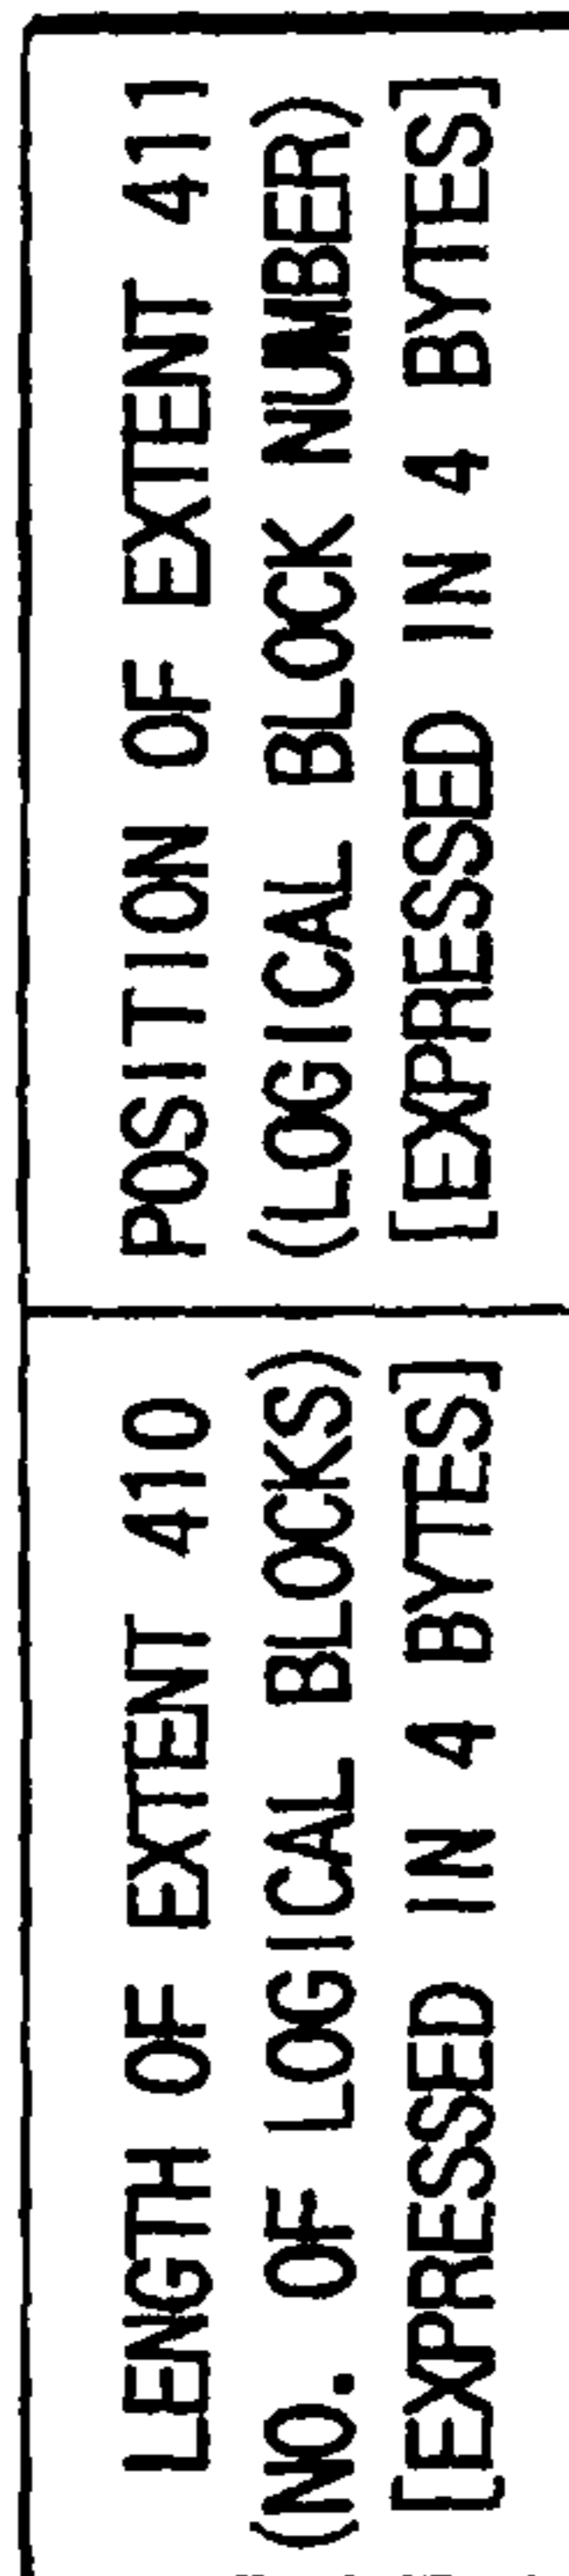 LENGTH OF EXTENT 410
(NO. OF LOGICAL BLOCKS)
[EXPRESSED IN 4 BYTES]
POSITION OF EXTENT 411
(LOGICAL BLOCK NUMBER)
[EXPRESSED IN 4 BYTES]